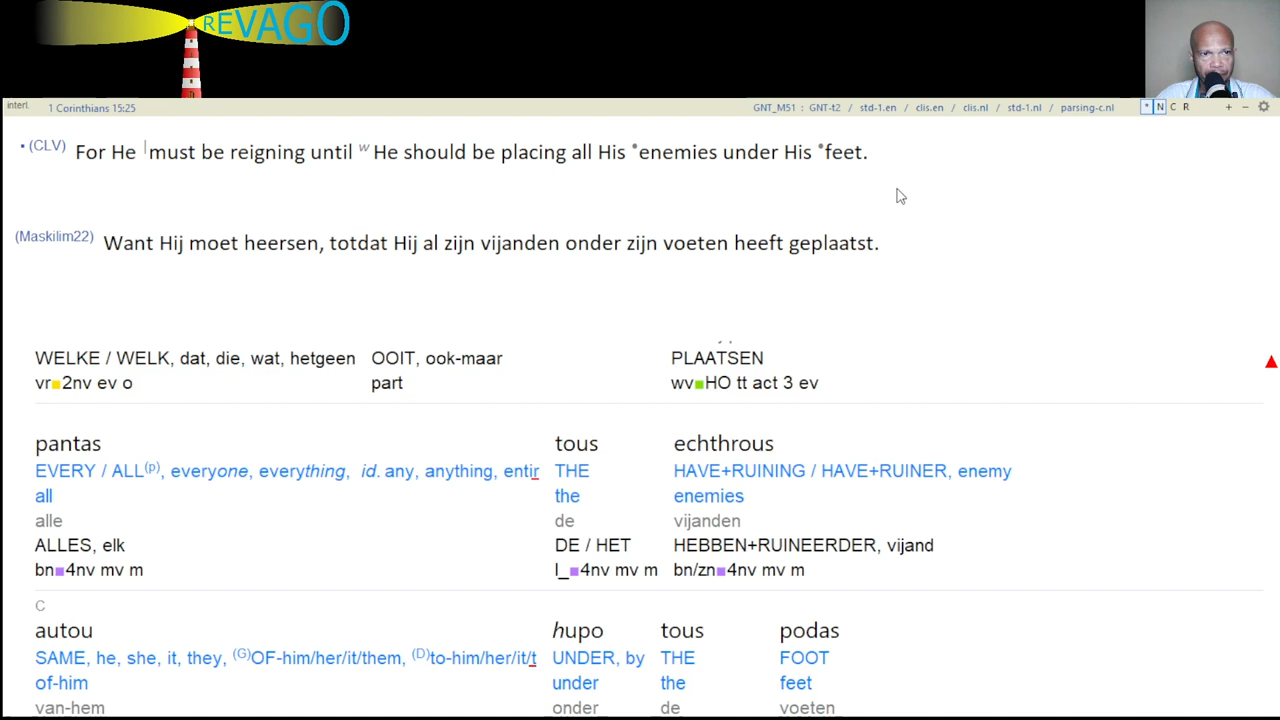 REVAGO
interl. 1 Corinthians 15:25 GNT_M51 : GNT-t2 / std-1.en / clis.en / clis.nl / std-1.nl / parsing-c.nl * N C R + −
• (CLV) For He |must be reigning until w He should be placing all His •enemies under His •feet.
(Maskilim22) Want Hij moet heersen, totdat Hij al zijn vijanden onder zijn voeten heeft geplaatst.
WELKE / WELK, dat, die, wat, hetgeen OOIT, ook-maar PLAATSEN
vr■2nv ev o part wv■HO tt act 3 ev
pantas tous echthrous
EVERY / ALL(p), everyone, everything, id. any, anything, entir THE HAVE+RUINING / HAVE+RUINER, enemy
all the enemies
alle de vijanden
ALLES, elk DE / HET HEBBEN+RUINEERDER, vijand
bn■4nv mv m l_■4nv mv m bn/zn■4nv mv m
C
autou hupo tous podas
SAME, he, she, it, they, (G)OF-him/her/it/them, (D)to-him/her/it/t UNDER, by THE FOOT
of-him under the feet
van-hem onder de voeten